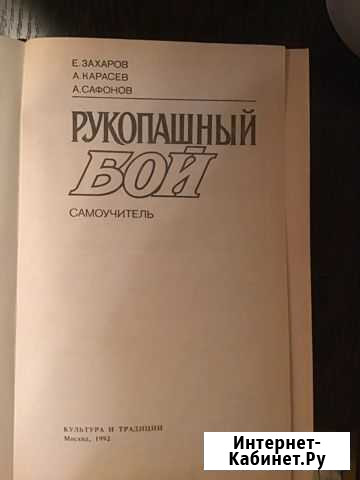 Е. ЗАХАРОВ
А. КАРАСЕВ
А. САФОНОВ
РУКОПАШНЫЙ
БОЙ
САМОУЧИТЕЛЬ
КУЛЬТУРА И ТРАДИЦИИ
Москва, 1992
Интернет-
Кабинет.Ру